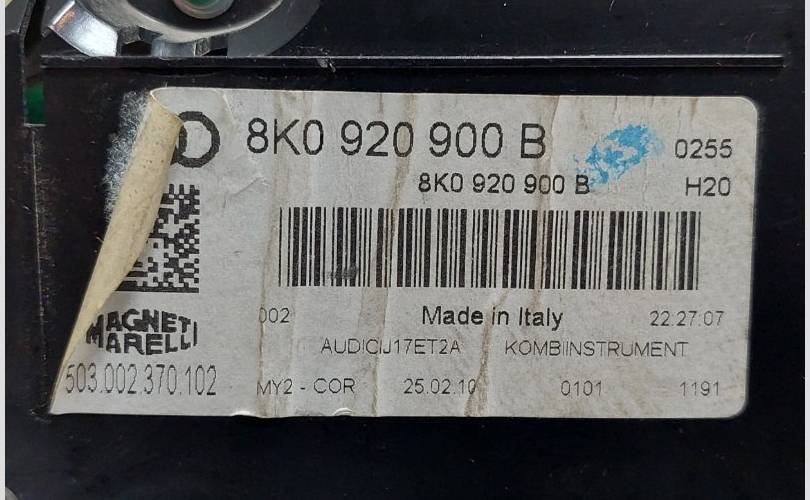 8K0 920 900 B 0255
8K0 920 900 B H20
002 Made in Italy 22:27:07
MAGNETI MARELLI
AUDICIJ17ET2A KOMBIINSTRUMENT
503.002.370.102 MY2 - COR 25.02.10 0101 1191